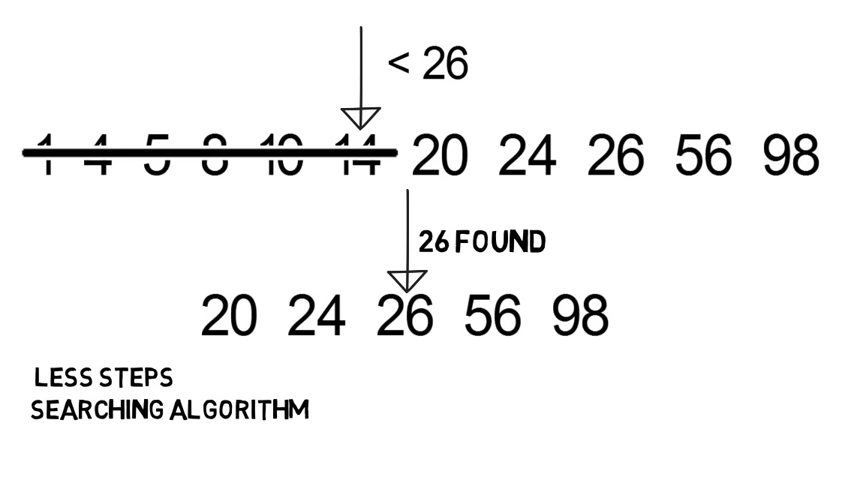 < 26
1 4 5 8 10 14 20 24 26 56 98
26 FOUND
20 24 26 56 98
LESS STEPS
SEARCHING ALGORITHM